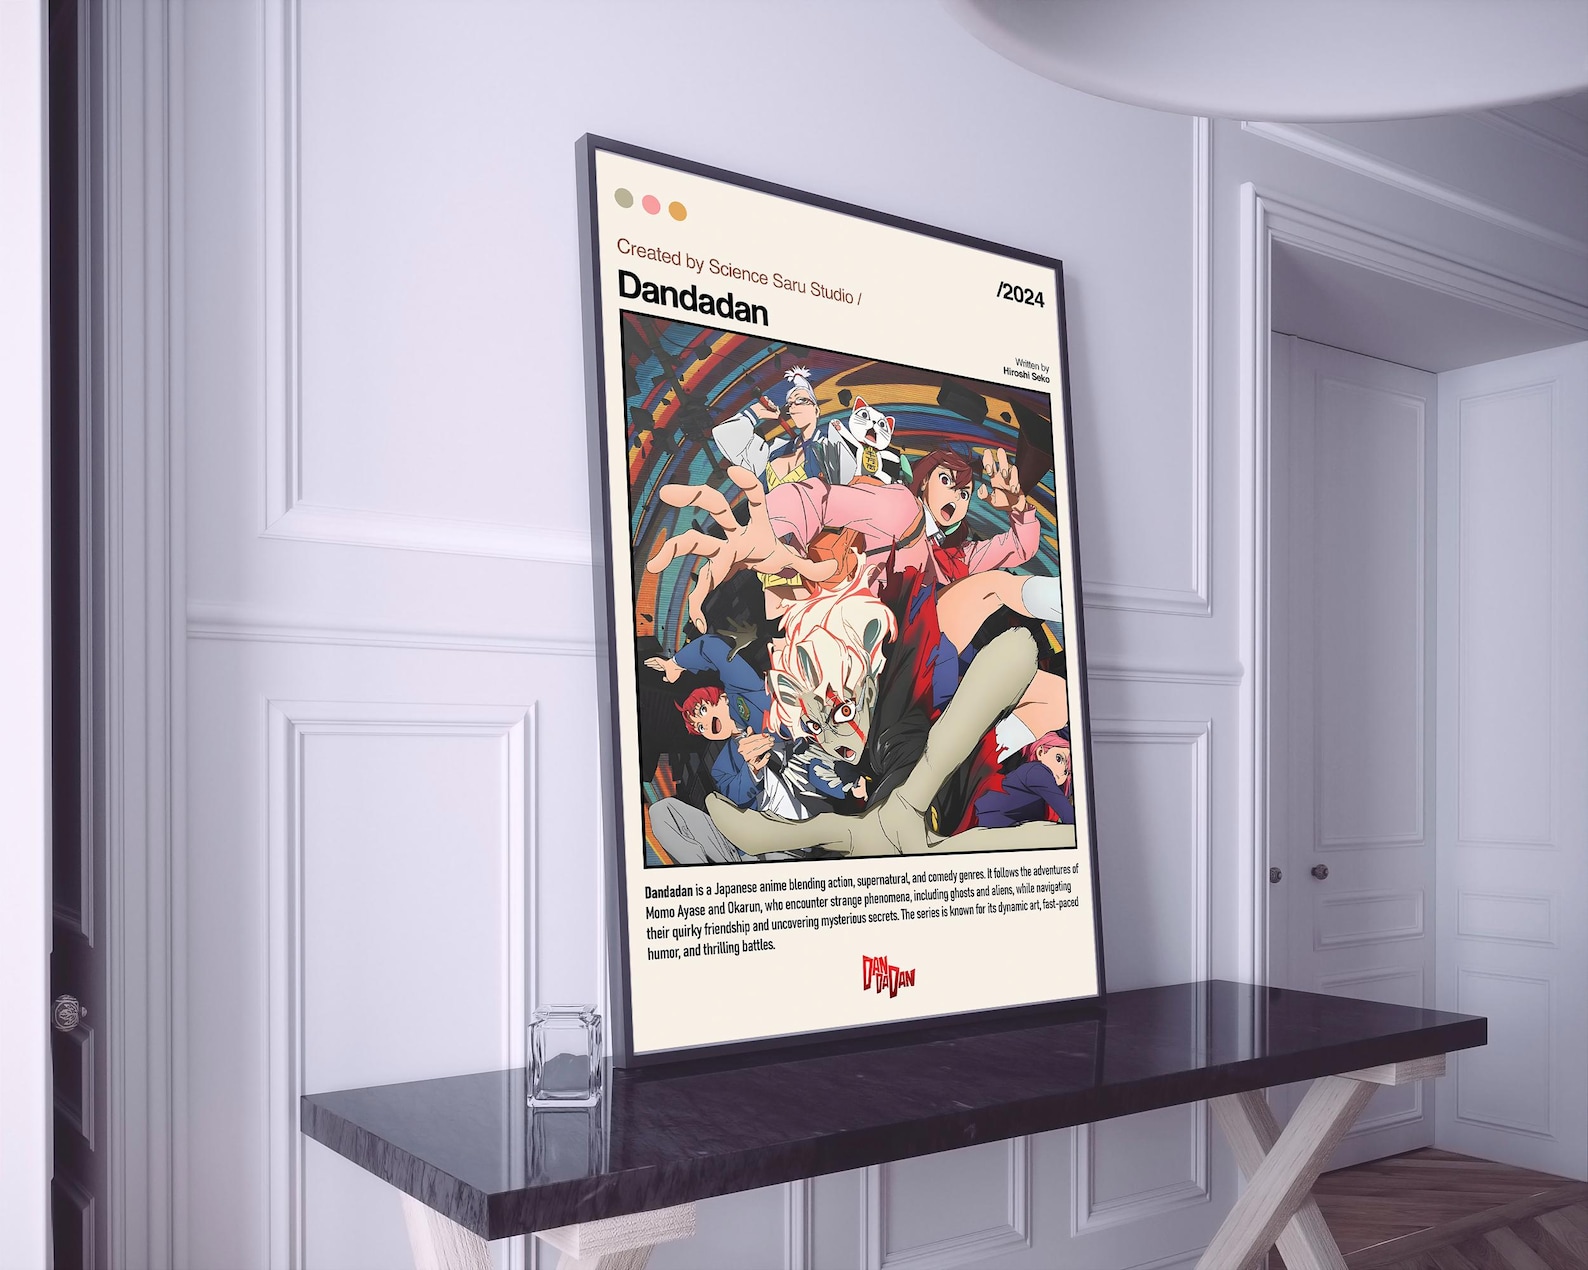 Created by Science Saru Studio /
Dandadan
/2024
Written by
Hiroshi Seko
Dandadan is a Japanese anime blending action, supernatural, and comedy genres. It follows the adventures of
Momo Ayase and Okarun, who encounter strange phenomena, including ghosts and aliens, while navigating
their quirky friendship and uncovering mysterious secrets. The series is known for its dynamic art, fast-paced
humor, and thrilling battles.
DAN
DADAN